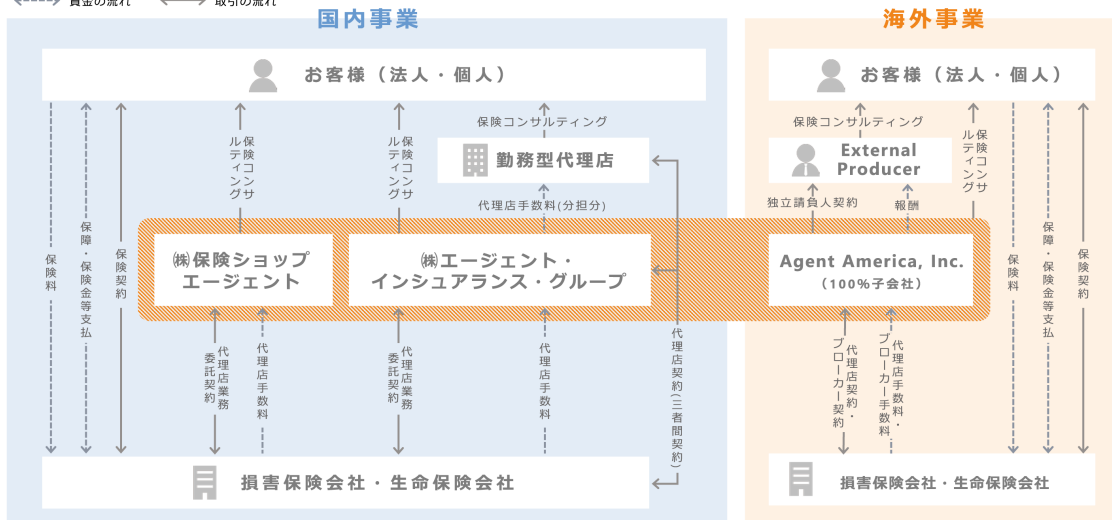 資金の流れ
取引の流れ
国内事業
お客様（法人・個人）
保険料
保障・保険金等支払
保険契約
保険コンサ
ルティング
保険コンサ
ルティング
保険コンサルティング
勤務型代理店
代理店手数料(分担分)
㈱保険ショップ
エージェント
㈱エージェント・
インシュアランス・グループ
代理店業務
委託契約
代理店手数料
代理店業務
委託契約
代理店手数料
代理店契約(三者間契約)
損害保険会社・生命保険会社
海外事業
お客様（法人・個人）
保険コンサルティング
External
Producer
独立請負人契約
報酬
保険コンサ
ルティング
Agent America, Inc.
（100%子会社）
代理店契約・
ブローカー契約
代理店手数料・
ブローカー手数料
保険料
保障・保険金等支払
保険契約
損害保険会社・生命保険会社